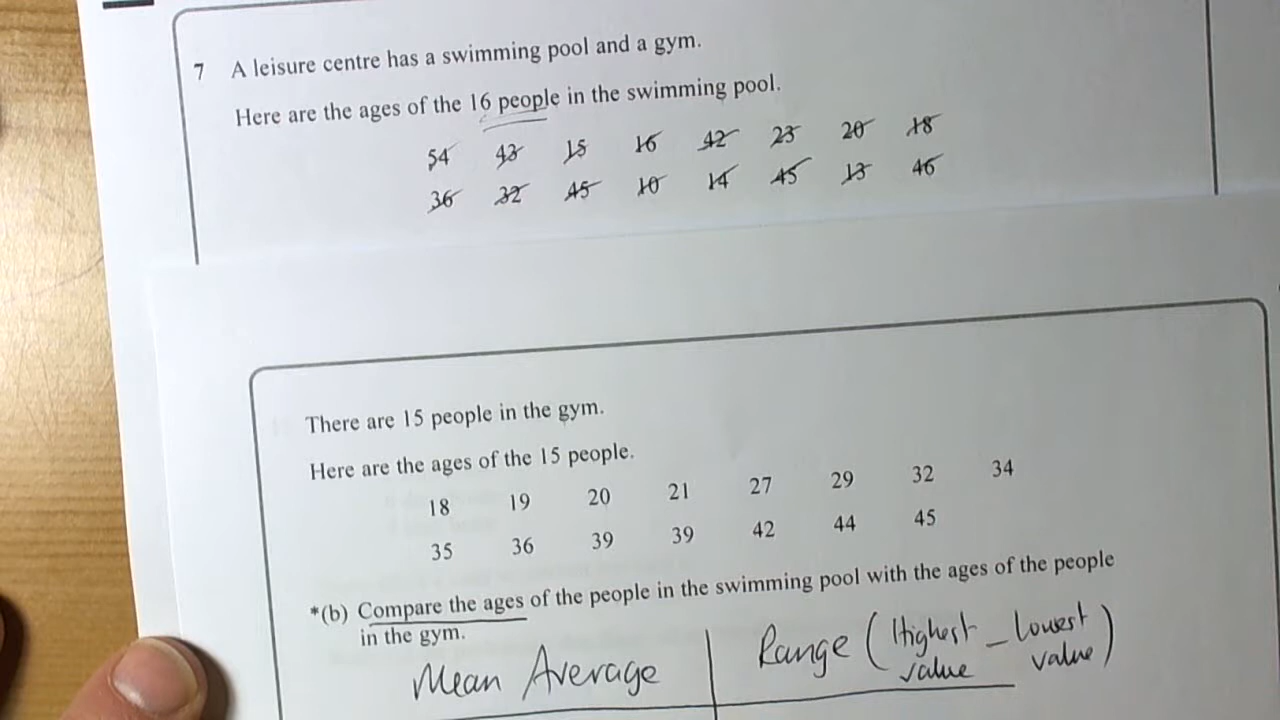 7 A leisure centre has a swimming pool and a gym.
Here are the ages of the 16 people in the swimming pool.
54 43 15 16 42 23 20 18
36 32 45 10 14 45 13 46
There are 15 people in the gym.
Here are the ages of the 15 people.
18 19 20 21 27 29 32 34
35 36 39 39 42 44 45
*(b) Compare the ages of the people in the swimming pool with the ages of the people
in the gym.
Mean Average
Range (Highest value – lowest value)